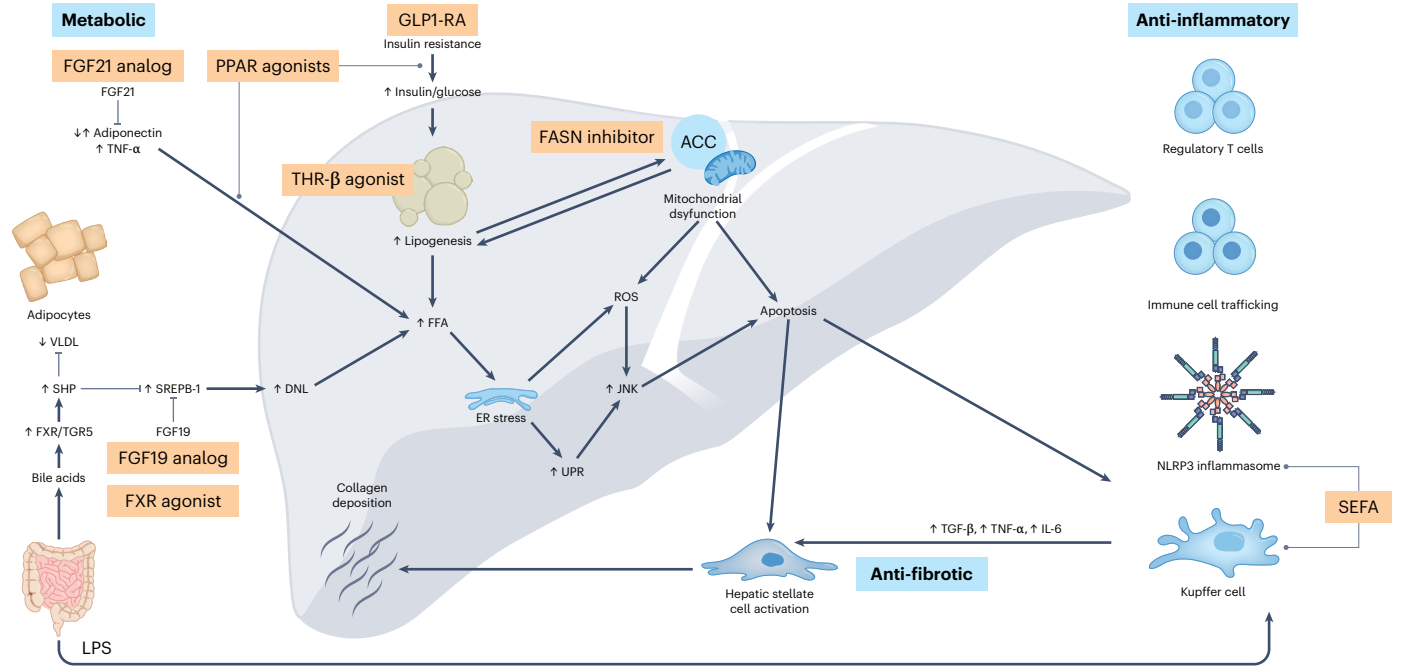 Metabolic
GLP1-RA
Anti-inflammatory
Insulin resistance
FGF21 analog
PPAR agonists
FGF21
↑ Insulin/glucose
↓↑ Adiponectin
↑ TNF-α
FASN inhibitor
ACC
Regulatory T cells
THR-β agonist
Mitochondrial
dysfunction
↑ Lipogenesis
ROS
Immune cell trafficking
Adipocytes
↑ FFA
Apoptosis
↓ VLDL
↑ SHP
↑ SREPB-1
↑ DNL
↑ JNK
ER stress
↑ FXR/TGR5
FGF19
FGF19 analog
↑ UPR
NLRP3 inflammasome
Bile acids
FXR agonist
Collagen
deposition
SEFA
↑ TGF-β, ↑ TNF-α, ↑ IL-6
Anti-fibrotic
Hepatic stellate
cell activation
Kupffer cell
LPS